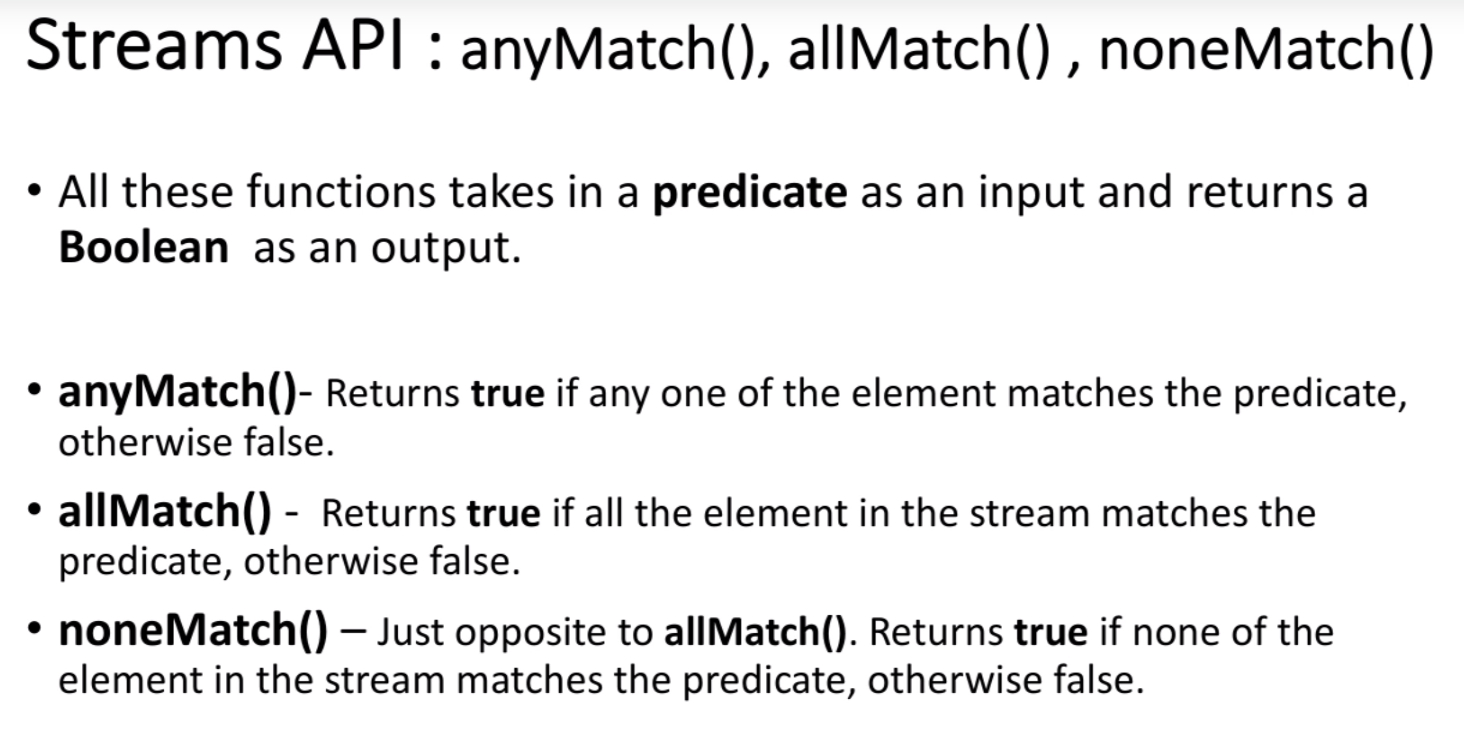 Streams API : anyMatch(), allMatch() , noneMatch()
• All these functions takes in a predicate as an input and returns a
Boolean as an output.
• anyMatch()- Returns true if any one of the element matches the predicate,
otherwise false.
• allMatch() - Returns true if all the element in the stream matches the
predicate, otherwise false.
• noneMatch() – Just opposite to allMatch(). Returns true if none of the
element in the stream matches the predicate, otherwise false.